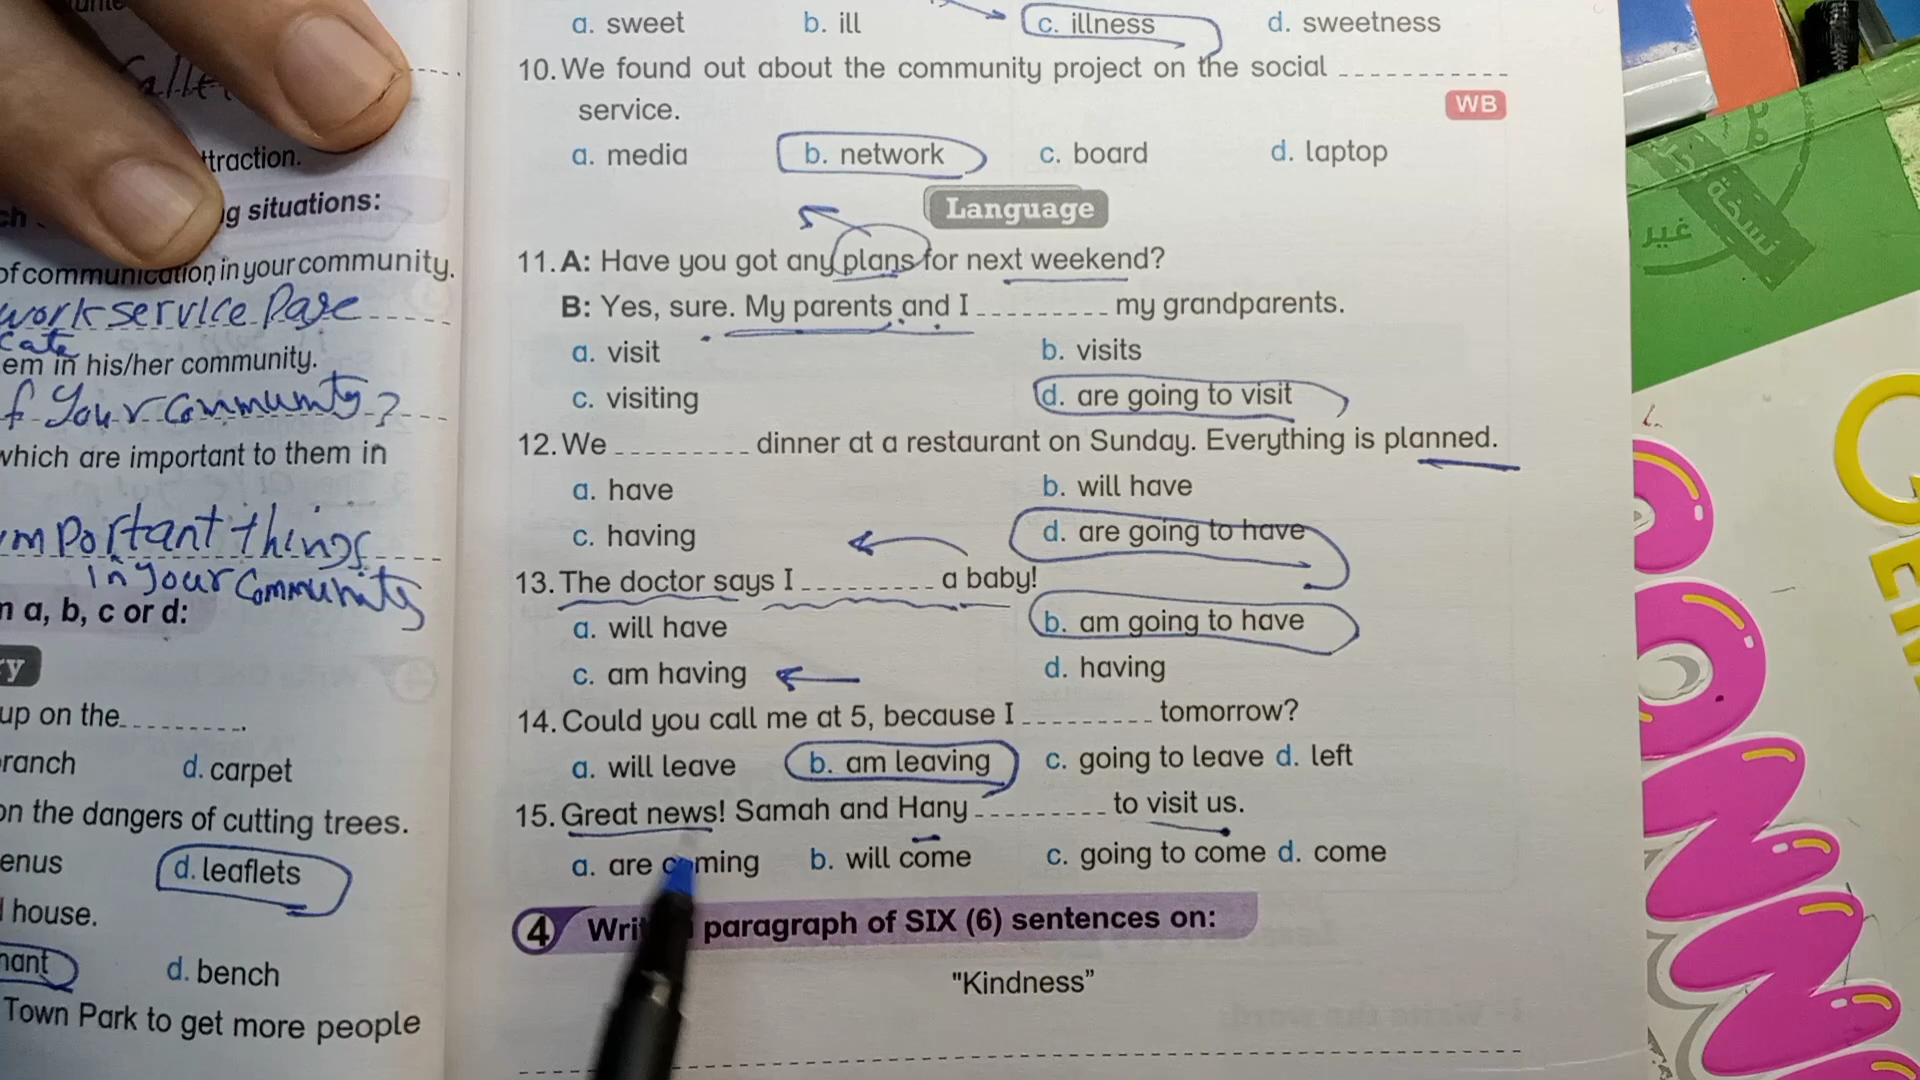 a. sweet b. ill c. illness d. sweetness
10. We found out about the community project on the social -----------
service. WB
a. media b. network c. board d. laptop
Language
11. A: Have you got any plans for next weekend?
B: Yes, sure. My parents and I --------- my grandparents.
a. visit b. visits
c. visiting d. are going to visit
12. We --------- dinner at a restaurant on Sunday. Everything is planned.
a. have b. will have
c. having d. are going to have
13. The doctor says I --------- a baby!
a. will have b. am going to have
c. am having d. having
14. Could you call me at 5, because I --------- tomorrow?
a. will leave b. am leaving c. going to leave d. left
15. Great news! Samah and Hany --------- to visit us.
a. are coming b. will come c. going to come d. come
4 Write paragraph of SIX (6) sentences on:
"Kindness"
ttraction.
g situations:
of communication in your community.
work service Page
em in his/her community.
f your community?
which are important to them in
mportant things
in your community
a, b, c or d:
ry
up on the ---------.
ranch d. carpet
on the dangers of cutting trees.
enus d. leaflets
house.
nant d. bench
Town Park to get more people
نسخة
غير